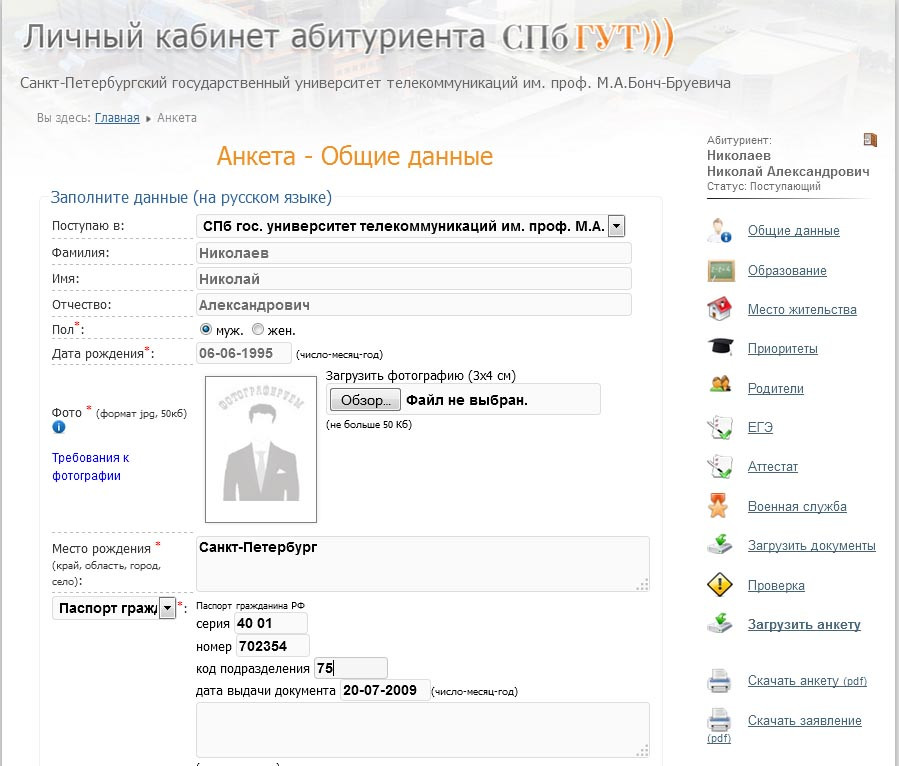 Личный кабинет абитуриента СПбГУТ)))
Санкт-Петербургский государственный университет телекоммуникаций им. проф. М.А.Бонч-Бруевича
Вы здесь: Главная ▸ Анкета
Анкета - Общие данные
Заполните данные (на русском языке)
Поступаю в: СПб гос. университет телекоммуникаций им. проф. М.А.
Фамилия: Николаев
Имя: Николай
Отчество: Александрович
Пол*: муж. жен.
Дата рождения*: 06-06-1995 (число-месяц-год)
Загрузить фотографию (3х4 см)
Обзор... Файл не выбран.
(не больше 50 Кб)
Фото * (формат jpg, 50кб)
Требования к
фотографии
ФОТОГРАФИРУЕМ
Место рождения *
(край, область, город,
село):
Санкт-Петербург
Паспорт гражд *:
Паспорт гражданина РФ
серия 40 01
номер 702354
код подразделения 75
дата выдачи документа 20-07-2009 (число-месяц-год)
Абитуриент:
Николаев
Николай Александрович
Статус: Поступающий
Общие данные
Образование
Место жительства
Приоритеты
Родители
ЕГЭ
Аттестат
Военная служба
Загрузить документы
Проверка
Загрузить анкету
Скачать анкету (pdf)
Скачать заявление
(pdf)